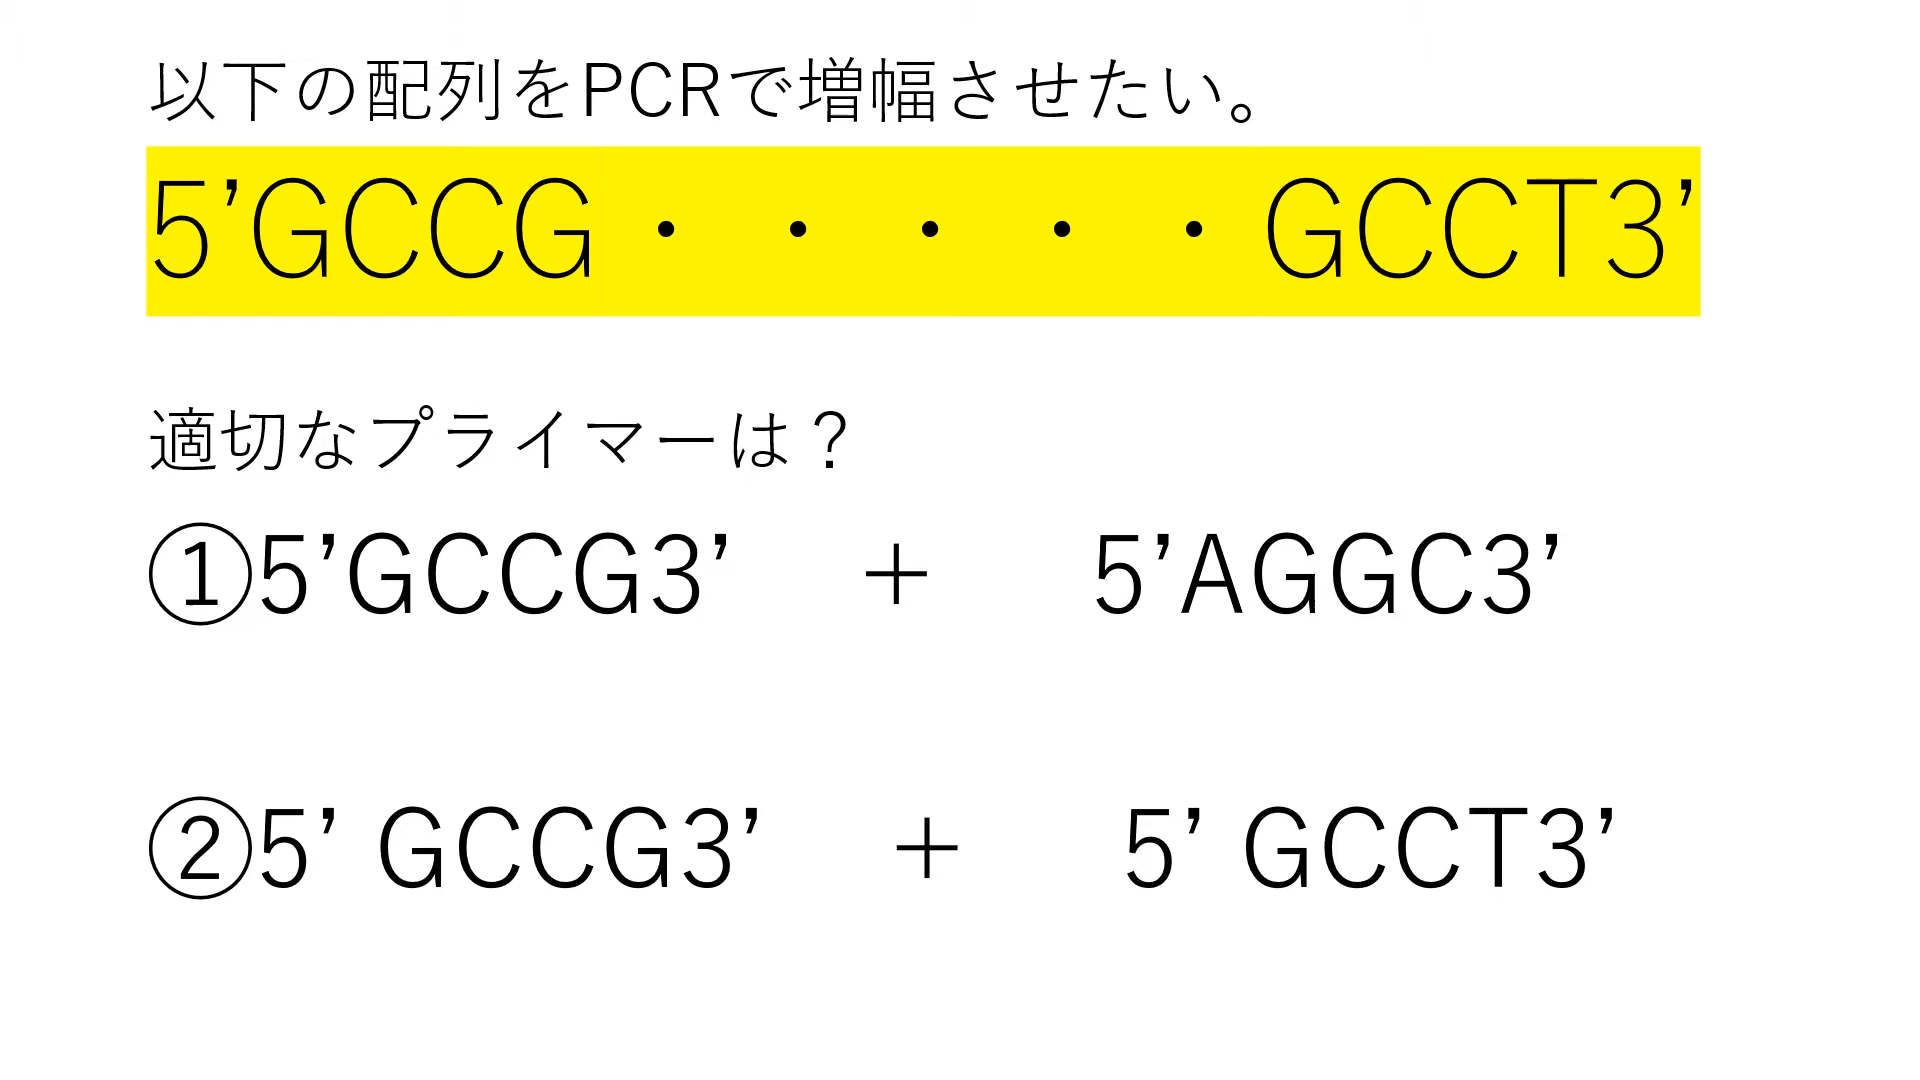 以下の配列をPCRで増幅させたい。
5’GCCG・・・・・GCCT3’
適切なプライマーは？
①5’GCCG3’ ＋ 5’AGGC3’
②5’ GCCG3’ ＋ 5’ GCCT3’